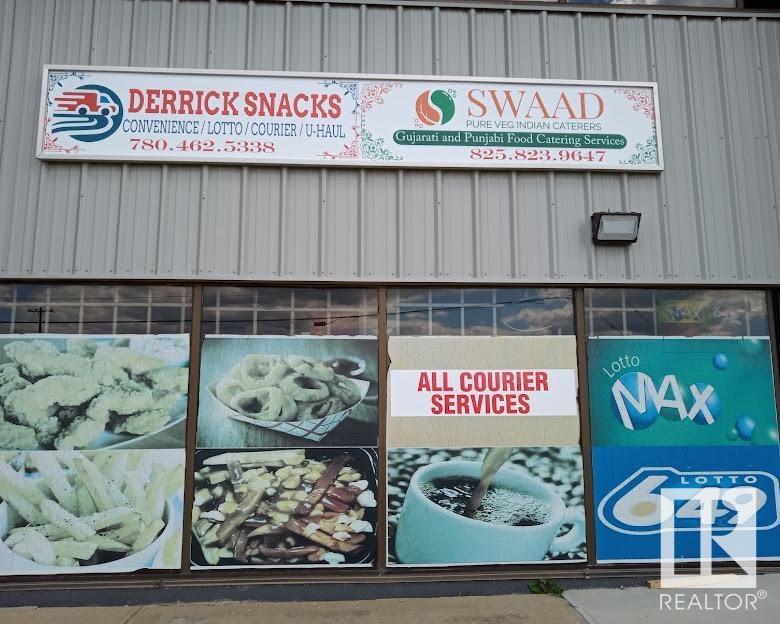 DERRICK SNACKS
CONVENIENCE / LOTTO / COURIER / U-HAUL
780.462.5338
SWAAD
PURE VEG INDIAN CATERERS
Gujarati and Punjabi Food Catering Services
825.823.9647
ALL COURIER
SERVICES
Lotto
MAX
LOTTO
649
MAX
REALTOR®